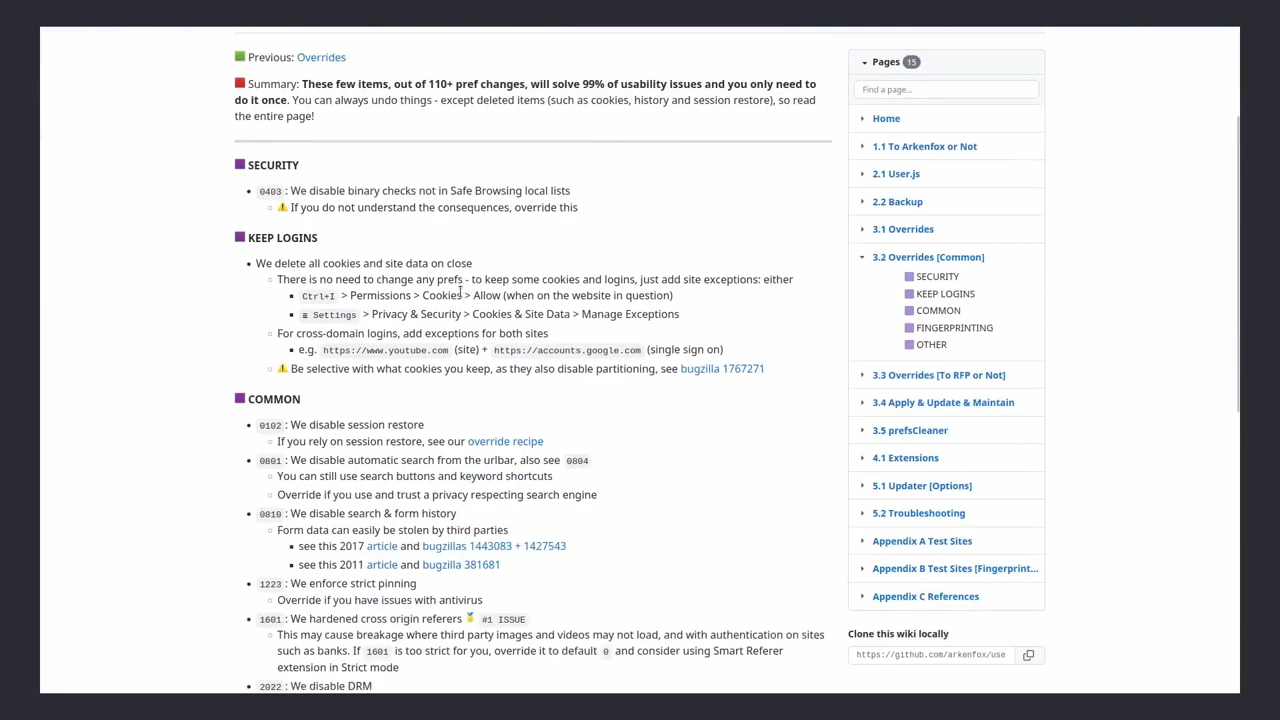 Previous: Overrides
Summary: These few items, out of 110+ pref changes, will solve 99% of usability issues and you only need to
do it once. You can always undo things - except deleted items (such as cookies, history and session restore), so read
the entire page!
SECURITY
0403: We disable binary checks not in Safe Browsing local lists
If you do not understand the consequences, override this
KEEP LOGINS
We delete all cookies and site data on close
There is no need to change any prefs - to keep some cookies and logins, just add site exceptions: either
Ctrl+I > Permissions > Cookies > Allow (when on the website in question)
≡ Settings > Privacy & Security > Cookies & Site Data > Manage Exceptions
For cross-domain logins, add exceptions for both sites
e.g. https://www.youtube.com (site) + https://accounts.google.com (single sign on)
Be selective with what cookies you keep, as they also disable partitioning, see bugzilla 1767271
COMMON
0102: We disable session restore
If you rely on session restore, see our override recipe
0801: We disable automatic search from the urlbar, also see 0804
You can still use search buttons and keyword shortcuts
Override if you use and trust a privacy respecting search engine
0810: We disable search & form history
Form data can easily be stolen by third parties
see this 2017 article and bugzillas 1443083 + 1427543
see this 2011 article and bugzilla 381681
1223: We enforce strict pinning
Override if you have issues with antivirus
1601: We hardened cross origin referers #1 ISSUE
This may cause breakage where third party images and videos may not load, and with authentication on sites
such as banks. If 1601 is too strict for you, override it to default 0 and consider using Smart Referer
extension in Strict mode
2022: We disable DRM
Pages 15
Find a page...
Home
1.1 To Arkenfox or Not
2.1 User.js
2.2 Backup
3.1 Overrides
3.2 Overrides [Common]
SECURITY
KEEP LOGINS
COMMON
FINGERPRINTING
OTHER
3.3 Overrides [To RFP or Not]
3.4 Apply & Update & Maintain
3.5 prefsCleaner
4.1 Extensions
5.1 Updater [Options]
5.2 Troubleshooting
Appendix A Test Sites
Appendix B Test Sites [Fingerprint...
Appendix C References
Clone this wiki locally
https://github.com/arkenfox/use